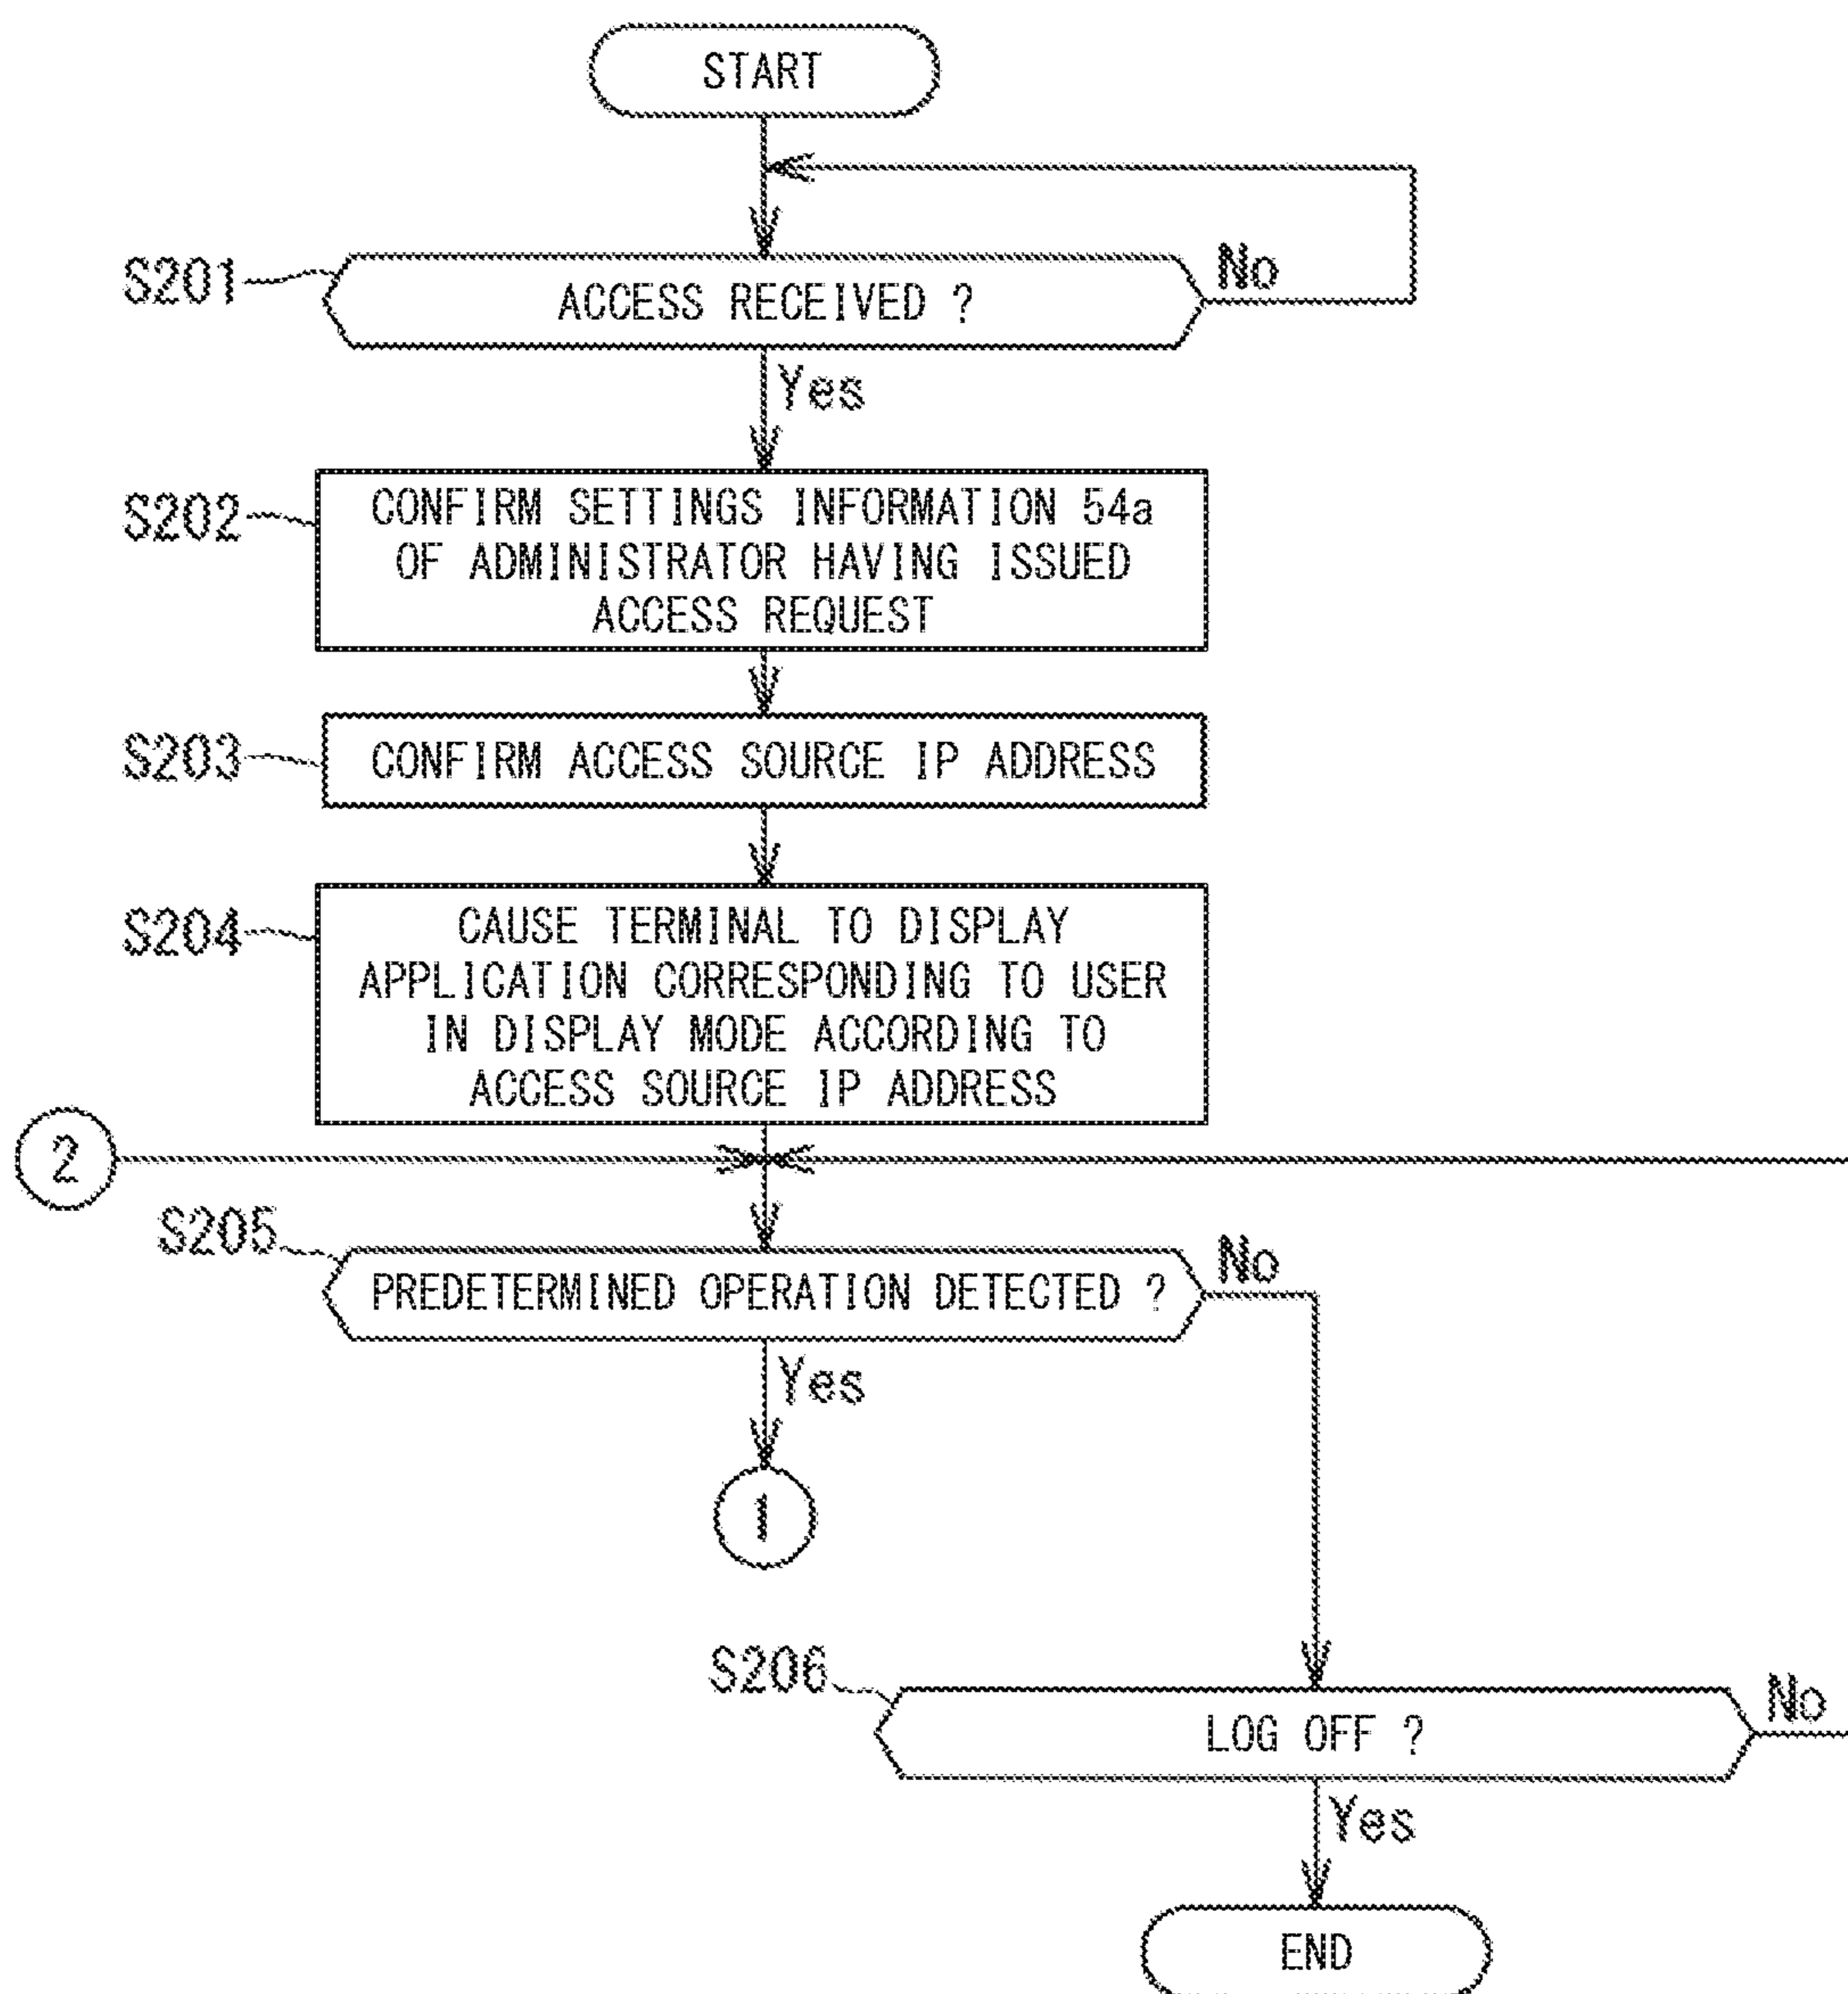 START
S201
ACCESS RECEIVED ?
No
Yes
S202
CONFIRM SETTINGS INFORMATION 54a
OF ADMINISTRATOR HAVING ISSUED
ACCESS REQUEST
S203
CONFIRM ACCESS SOURCE IP ADDRESS
S204
CAUSE TERMINAL TO DISPLAY
APPLICATION CORRESPONDING TO USER
IN DISPLAY MODE ACCORDING TO
ACCESS SOURCE IP ADDRESS
2
S205
PREDETERMINED OPERATION DETECTED ?
No
Yes
1
S206
LOG OFF ?
No
Yes
END